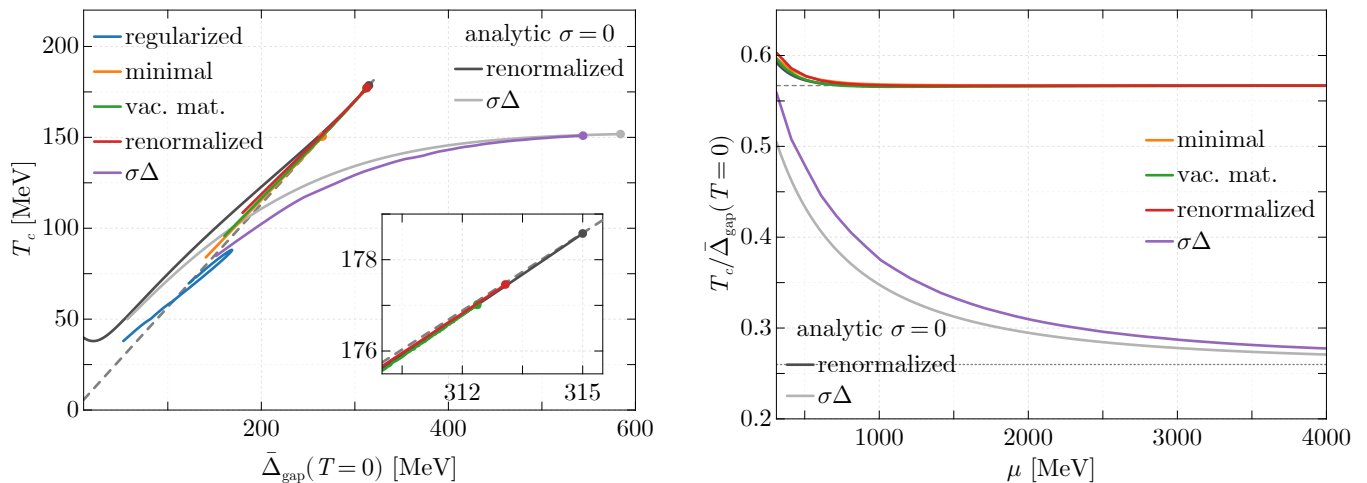 200
150
100
50
0
T_c [MeV]
regularized
minimal
vac. mat.
renormalized
σΔ
analytic σ = 0
renormalized
σΔ
178
176
312
315
200
400
600
Δ̄_gap(T = 0) [MeV]
0.6
0.5
0.4
0.3
0.2
T_c/Δ̄_gap(T = 0)
minimal
vac. mat.
renormalized
σΔ
analytic σ = 0
renormalized
σΔ
1000
2000
3000
4000
μ [MeV]